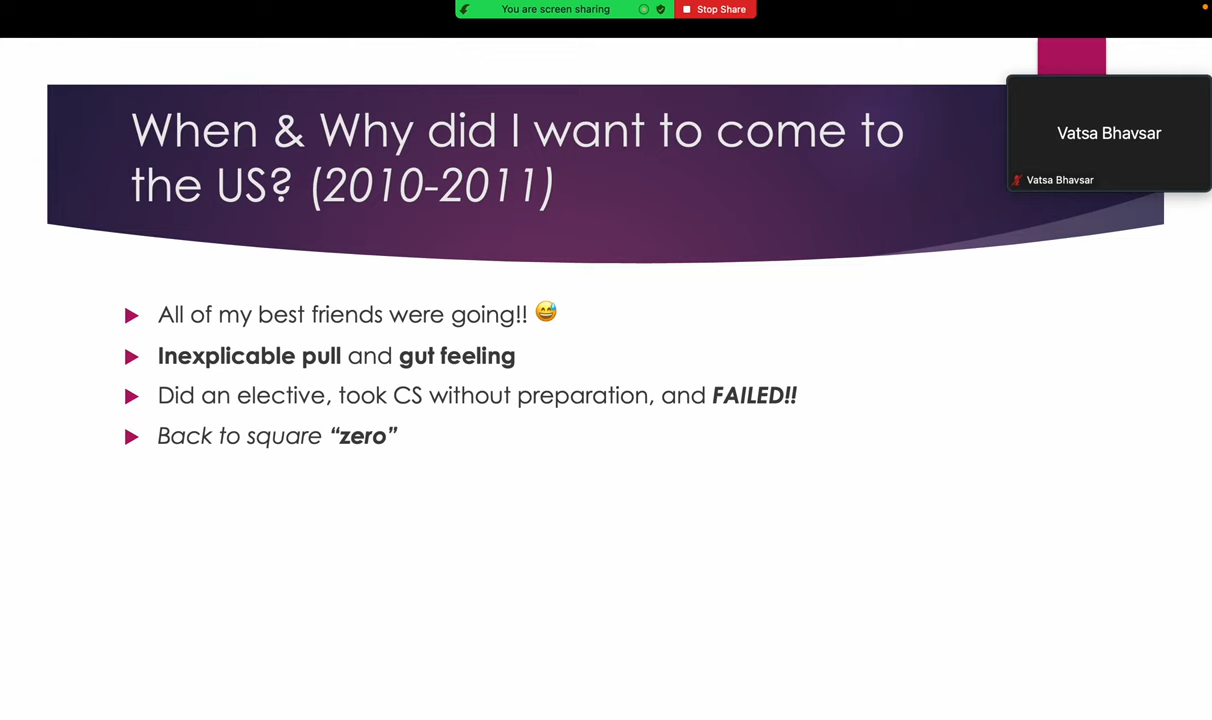 You are screen sharing
Stop Share
When & Why did I want to come to
the US? (2010-2011)
Vatsa Bhavsar
Vatsa Bhavsar
All of my best friends were going!! 😅
Inexplicable pull and gut feeling
Did an elective, took CS without preparation, and FAILED!!
Back to square “zero”